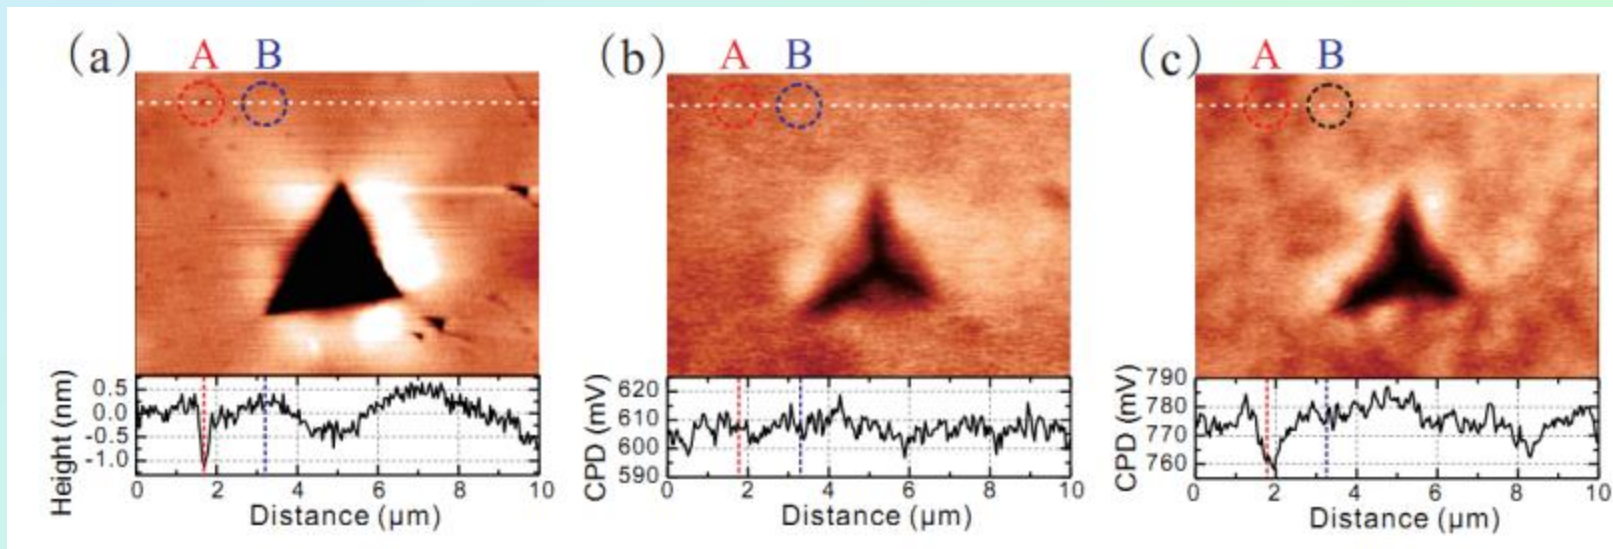 (a) A B
0.5
0.0
-0.5
-1.0
Height (nm)
0 2 4 6 8 10
Distance (μm)
(b) A B
620
610
600
590
CPD (mV)
0 2 4 6 8 10
Distance (μm)
(c) A B
790
780
770
760
CPD (mV)
0 2 4 6 8 10
Distance (μm)